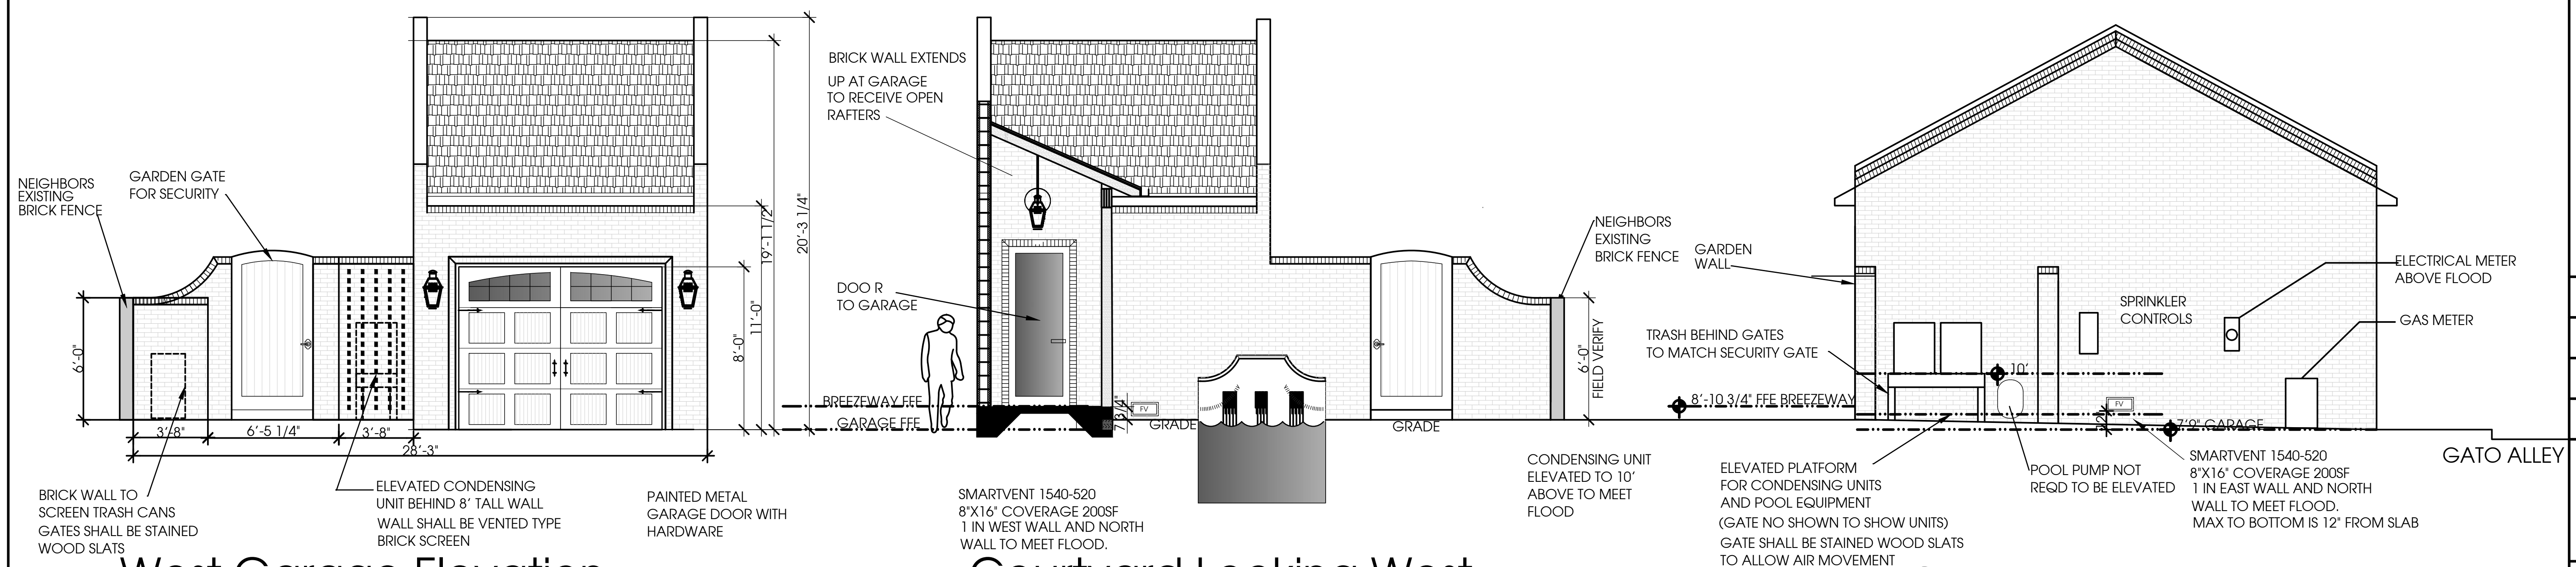 NEIGHBORS
EXISTING
BRICK FENCE
GARDEN GATE
FOR SECURITY
6'-0"
3'-8"
6'-5 1/4"
3'-8"
28'-3"
BRICK WALL TO
SCREEN TRASH CANS
GATES SHALL BE STAINED
WOOD SLATS
ELEVATED CONDENSING
UNIT BEHIND 8' TALL WALL
WALL SHALL BE VENTED TYPE
BRICK SCREEN
PAINTED METAL
GARAGE DOOR WITH
HARDWARE
8'-0"
11'-0"
19'-1 1/2"
20'-3 1/4"
West Garage Elevation
BRICK WALL EXTENDS
UP AT GARAGE
TO RECEIVE OPEN
RAFTERS
DOO R
TO GARAGE
BREEZEWAY FFE
GARAGE FFE
FV
GRADE
GRADE
NEIGHBORS
EXISTING
BRICK FENCE
6'-0"
FIELD VERIFY
SMARTVENT 1540-520
8"X16" COVERAGE 200SF
1 IN WEST WALL AND NORTH
WALL TO MEET FLOOD.
CONDENSING UNIT
ELEVATED TO 10'
ABOVE TO MEET
FLOOD
Courtyard Looking West
GARDEN
WALL
TRASH BEHIND GATES
TO MATCH SECURITY GATE
8'-10 3/4" FFE BREEZEWAY
10'
SPRINKLER
CONTROLS
ELECTRICAL METER
ABOVE FLOOD
GAS METER
FV
7'9" GARAGE
GATO ALLEY
ELEVATED PLATFORM
FOR CONDENSING UNITS
AND POOL EQUIPMENT
(GATE NO SHOWN TO SHOW UNITS)
GATE SHALL BE STAINED WOOD SLATS
TO ALLOW AIR MOVEMENT
POOL PUMP NOT
REQD TO BE ELEVATED
SMARTVENT 1540-520
8"X16" COVERAGE 200SF
1 IN EAST WALL AND NORTH
WALL TO MEET FLOOD.
MAX TO BOTTOM IS 12" FROM SLAB